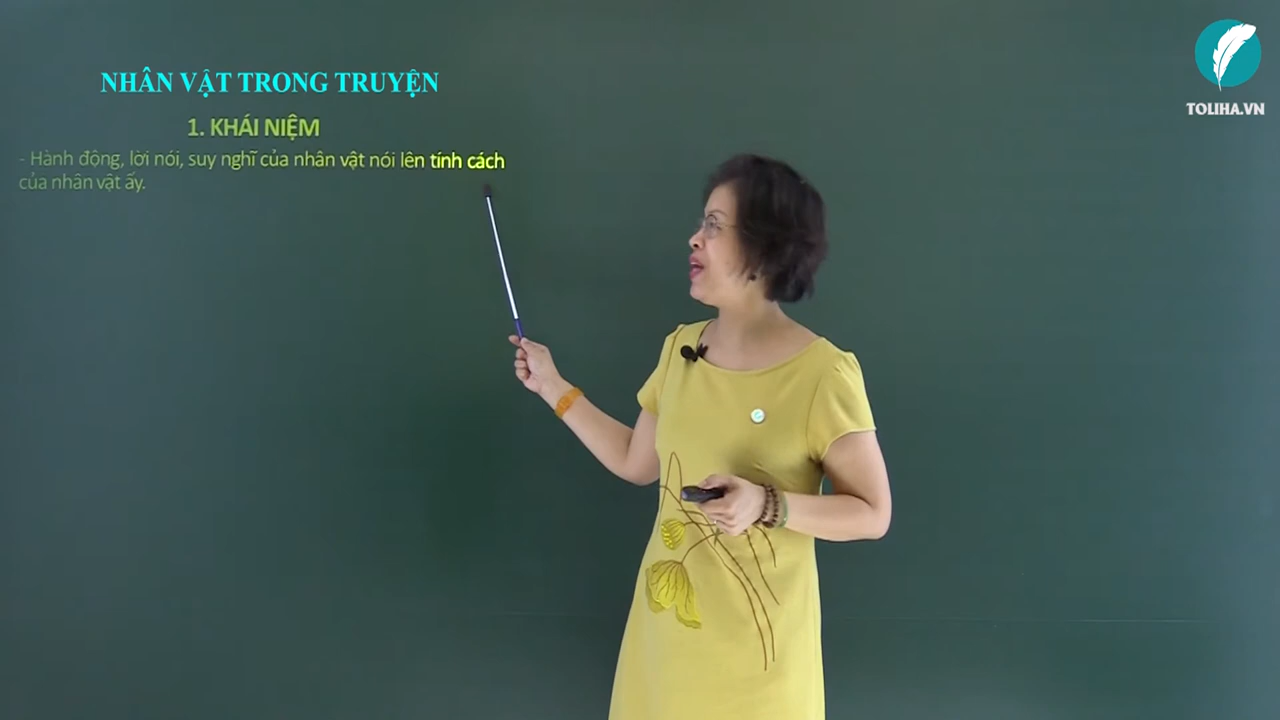 NHÂN VẬT TRONG TRUYỆN
1. KHÁI NIỆM
- Hành động, lời nói, suy nghĩ của nhân vật nói lên tính cách
của nhân vật ấy.
TOLIHA.VN